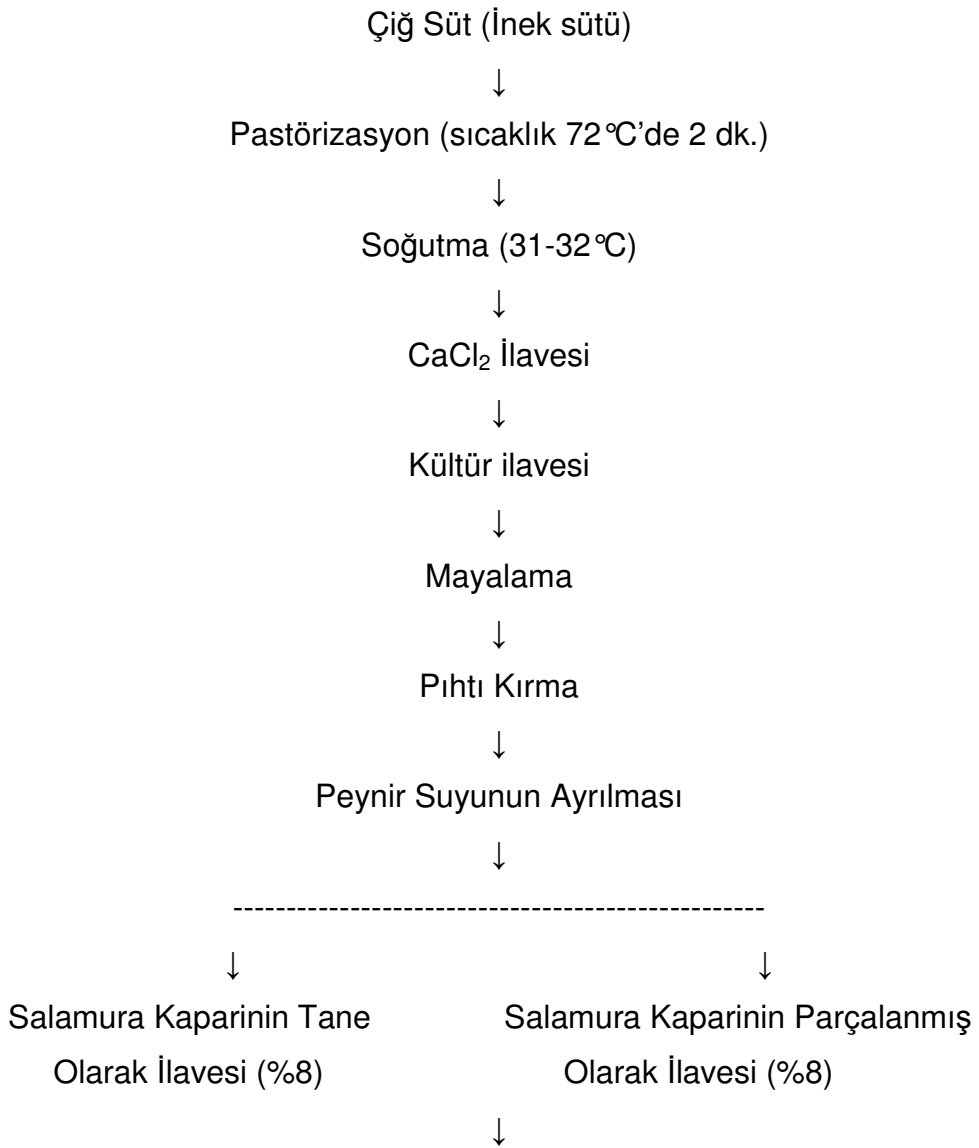 Çiğ Süt (İnek sütü)
↓
Pastörizasyon (sıcaklık 72°C’de 2 dk.)
↓
Soğutma (31-32°C)
↓
CaCl₂ İlavesi
↓
Kültür ilavesi
↓
Mayalama
↓
Pıhtı Kırma
↓
Peynir Suyunun Ayrılması
↓
--------------------------------------------------
↓ ↓
Salamura Kaparinin Tane Salamura Kaparinin Parçalanmış
Olarak İlavesi (%8) Olarak İlavesi (%8)
↓